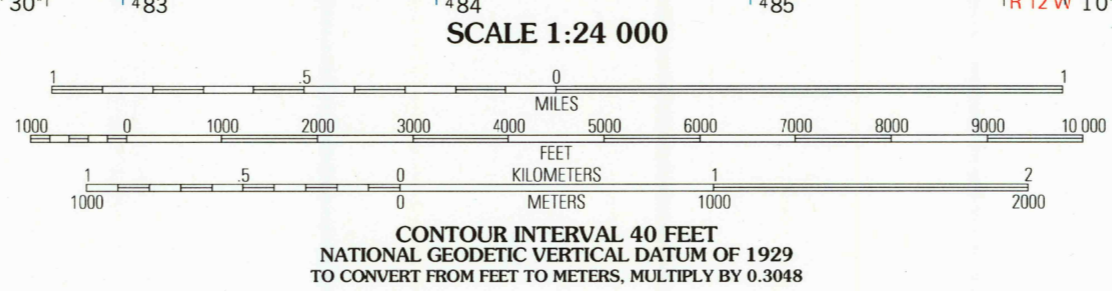 30" ⁴83 ⁴84 ⁴85 R 12 W 10'
SCALE 1:24 000
1 .5 0 1
MILES
1000 0 1000 2000 3000 4000 5000 6000 7000 8000 9000 10 000
FEET
1 .5 0 KILOMETERS 1 2
1000 0 METERS 1000 2000
CONTOUR INTERVAL 40 FEET
NATIONAL GEODETIC VERTICAL DATUM OF 1929
TO CONVERT FROM FEET TO METERS, MULTIPLY BY 0.3048